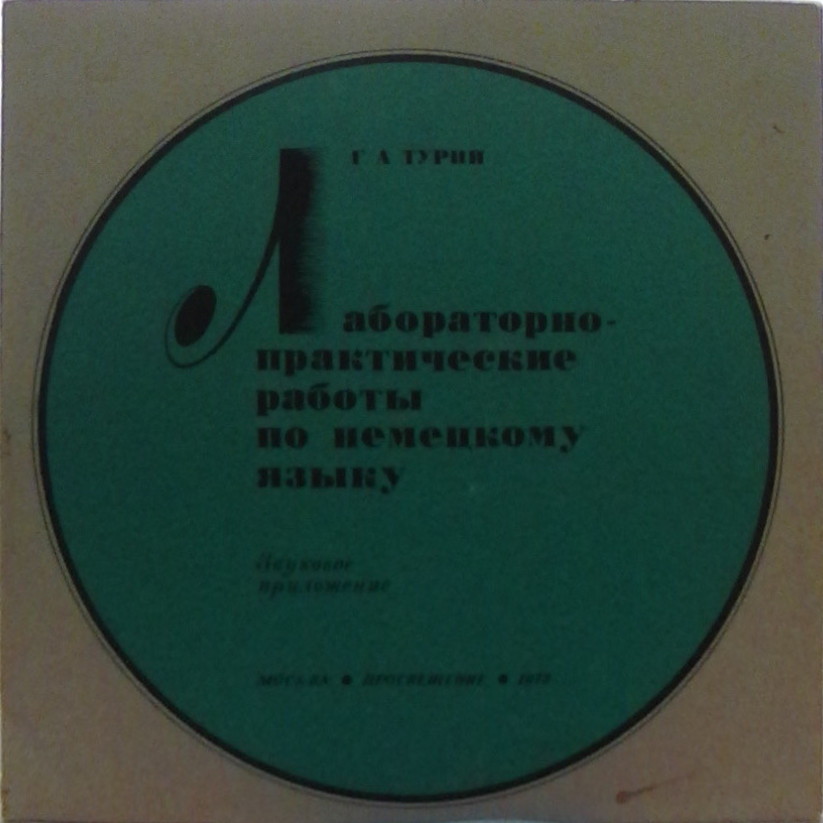 Г А ТУРИН
Лабораторно-
практические
работы
по немецкому
языку
Звуковое
приложение
МОСКВА • ПРОСВЕЩЕНИЕ •